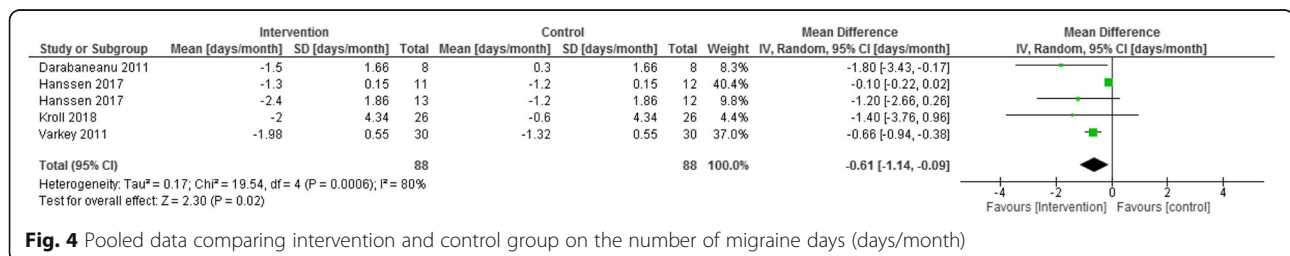 Intervention Control Mean Difference Mean Difference
Study or Subgroup Mean [days/month] SD [days/month] Total Mean [days/month] SD [days/month] Total Weight IV, Random, 95% CI [days/month] IV, Random, 95% CI [days/month]
Darabaneanu 2011 -1.5 1.66 8 0.3 1.66 8 8.3% -1.80 [-3.43, -0.17]
Hanssen 2017 -1.3 0.15 11 -1.2 0.15 12 40.4% -0.10 [-0.22, 0.02]
Hanssen 2017 -2.4 1.86 13 -1.2 1.86 12 9.8% -1.20 [-2.66, 0.26]
Kroll 2018 -2 4.34 26 -0.6 4.34 26 4.4% -1.40 [-3.76, 0.96]
Varkey 2011 -1.98 0.55 30 -1.32 0.55 30 37.0% -0.66 [-0.94, -0.38]
Total (95% CI) 88 88 100.0% -0.61 [-1.14, -0.09]
Heterogeneity: Tau² = 0.17; Chi² = 19.54, df = 4 (P = 0.0006); I² = 80%
Test for overall effect: Z = 2.30 (P = 0.02)
-4 -2 0 2 4
Favours [Intervention] Favours [control]
Fig. 4 Pooled data comparing intervention and control group on the number of migraine days (days/month)